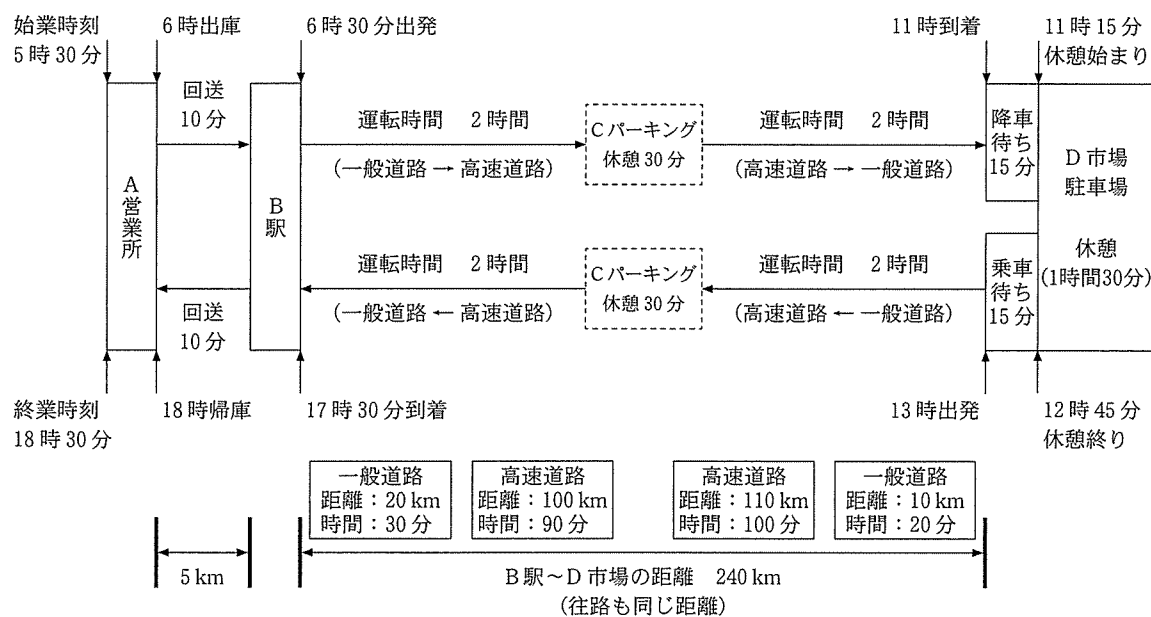 始業時刻
5時30分
6時出庫
6時30分出発
11時到着
11時15分
休憩始まり
回送
10分
運転時間 2時間
(一般道路→高速道路)
Cパーキング
休憩30分
運転時間 2時間
(高速道路→一般道路)
降車
待ち
15分
D市場
駐車場
A営業所
B駅
休憩
(1時間30分)
回送
10分
運転時間 2時間
(一般道路←高速道路)
Cパーキング
休憩30分
運転時間 2時間
(高速道路←一般道路)
乗車
待ち
15分
終業時刻
18時30分
18時帰庫
17時30分到着
13時出発
12時45分
休憩終り
一般道路
距離:20km
時間:30分
高速道路
距離:100km
時間:90分
高速道路
距離:110km
時間:100分
一般道路
距離:10km
時間:20分
5km
B駅~D市場の距離 240km
(往路も同じ距離)